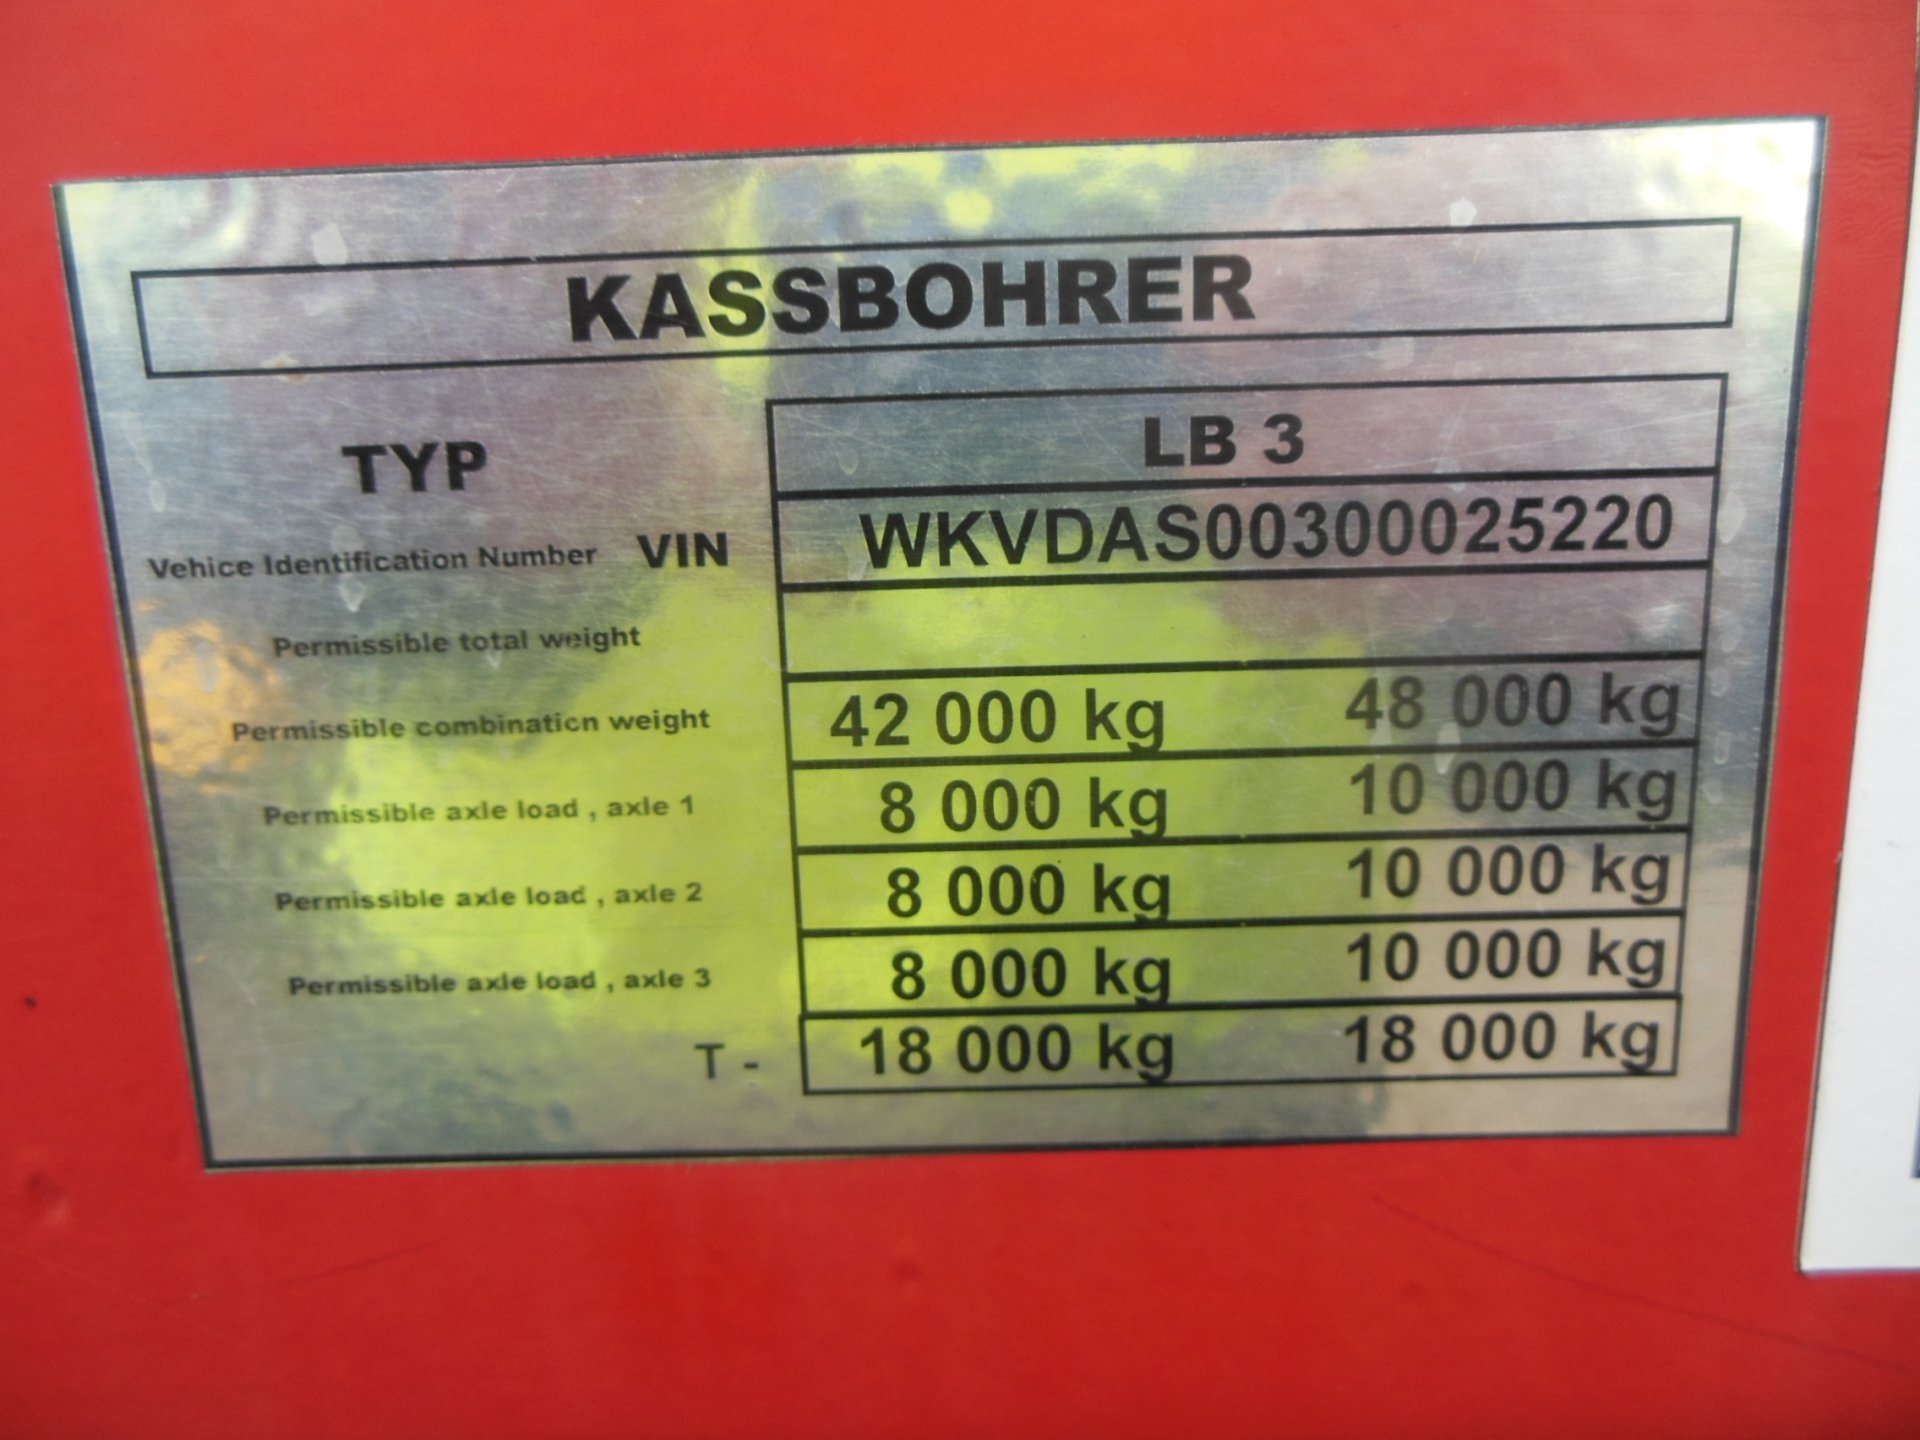 KASSBOHRER
TYP LB 3
Vehice Identification Number VIN WKVDAS00300025220
Permissible total weight
Permissible combination weight 42 000 kg 48 000 kg
Permissible axle load , axle 1 8 000 kg 10 000 kg
Permissible axle load , axle 2 8 000 kg 10 000 kg
Permissible axle load , axle 3 8 000 kg 10 000 kg
T - 18 000 kg 18 000 kg